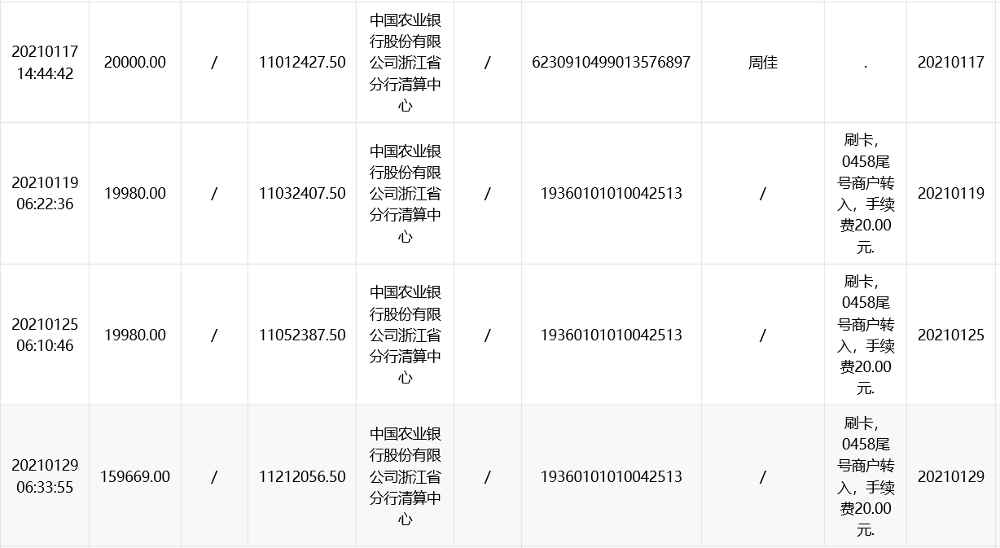 20210117
14:44:42
20000.00
/
11012427.50
中国农业银
行股份有限
公司浙江省
分行清算中
心
/
6230910499013576897
周佳
.
20210117
20210119
06:22:36
19980.00
/
11032407.50
中国农业银
行股份有限
公司浙江省
分行清算中
心
/
19360101010042513
/
刷卡，
0458尾
号商户转
入，手续
费20.00
元.
20210119
20210125
06:10:46
19980.00
/
11052387.50
中国农业银
行股份有限
公司浙江省
分行清算中
心
/
19360101010042513
/
刷卡，
0458尾
号商户转
入，手续
费20.00
元.
20210125
20210129
06:33:55
159669.00
/
11212056.50
中国农业银
行股份有限
公司浙江省
分行清算中
心
/
19360101010042513
/
刷卡，
0458尾
号商户转
入，手续
费20.00
元.
20210129